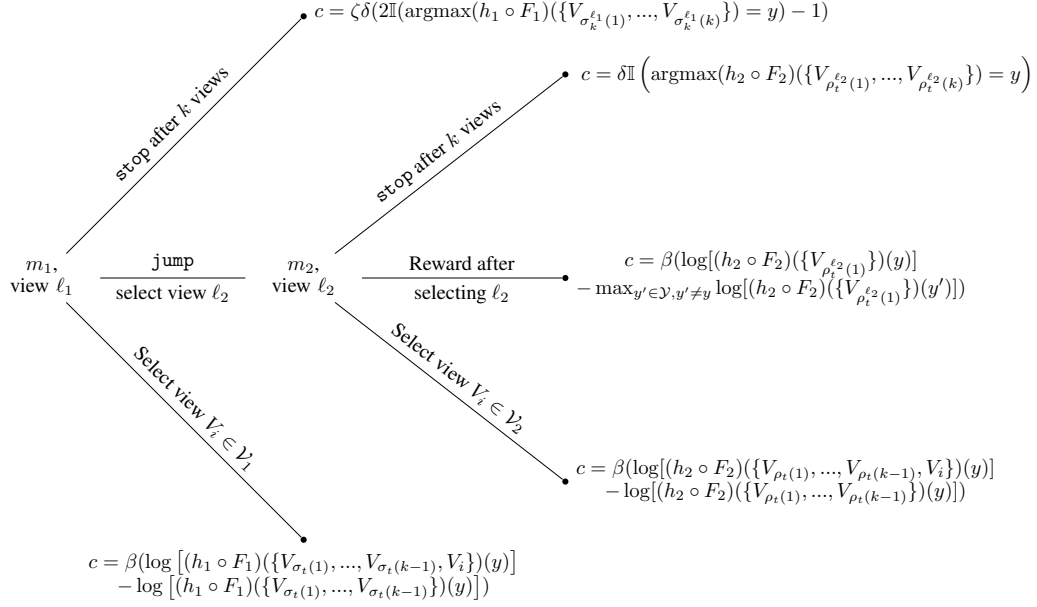 c = ζδ(2𝕀(argmax(h₁ ∘ F₁)({V_{σ_k^{ℓ₁}(1)}, ..., V_{σ_k^{ℓ₁}(k)}}) = y) − 1)
c = δ𝕀(argmax(h₂ ∘ F₂)({V_{ρ_t^{ℓ₂}(1)}, ..., V_{ρ_t^{ℓ₂}(k)}}) = y)
stop after k views
stop after k views
m₁,
view ℓ₁
jump
select view ℓ₂
m₂,
view ℓ₂
Reward after
selecting ℓ₂
c = β(log[(h₂ ∘ F₂)({V_{ρ_t^{ℓ₂}(1)}})(y)]
− max_{y′∈𝒴,y′≠y} log[(h₂ ∘ F₂)({V_{ρ_t^{ℓ₂}(1)}})(y′)])
Select view V_i ∈ 𝒱₁
Select view V_i ∈ 𝒱₂
c = β(log[(h₂ ∘ F₂)({V_{ρ_t(1)}, ..., V_{ρ_t(k−1)}, V_i})(y)]
− log[(h₂ ∘ F₂)({V_{ρ_t(1)}, ..., V_{ρ_t(k−1)}})(y)])
c = β(log [(h₁ ∘ F₁)({V_{σ_t(1)}, ..., V_{σ_t(k−1)}, V_i})(y)]
− log [(h₁ ∘ F₁)({V_{σ_t(1)}, ..., V_{σ_t(k−1)}})(y)])